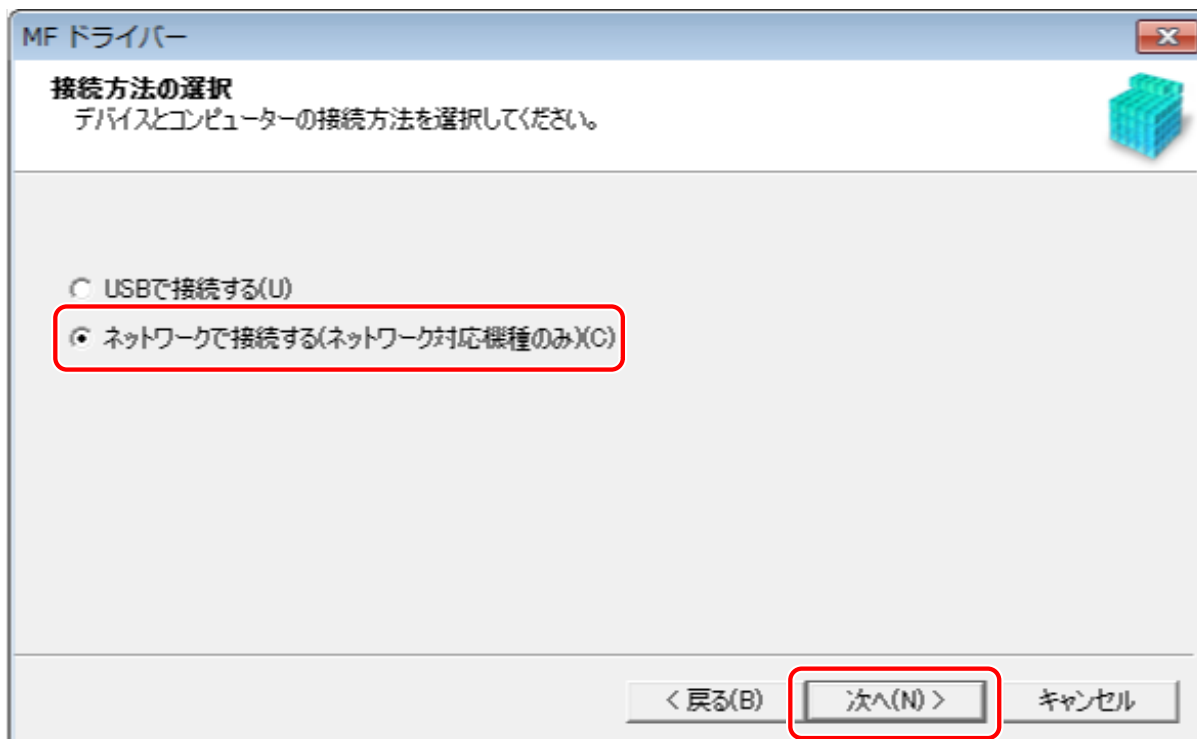 MF ドライバー
接続方法の選択
デバイスとコンピューターの接続方法を選択してください。
USBで接続する(U)
ネットワークで接続する(ネットワーク対応機種のみ)(C)
< 戻る(B)
次へ(N) >
キャンセル